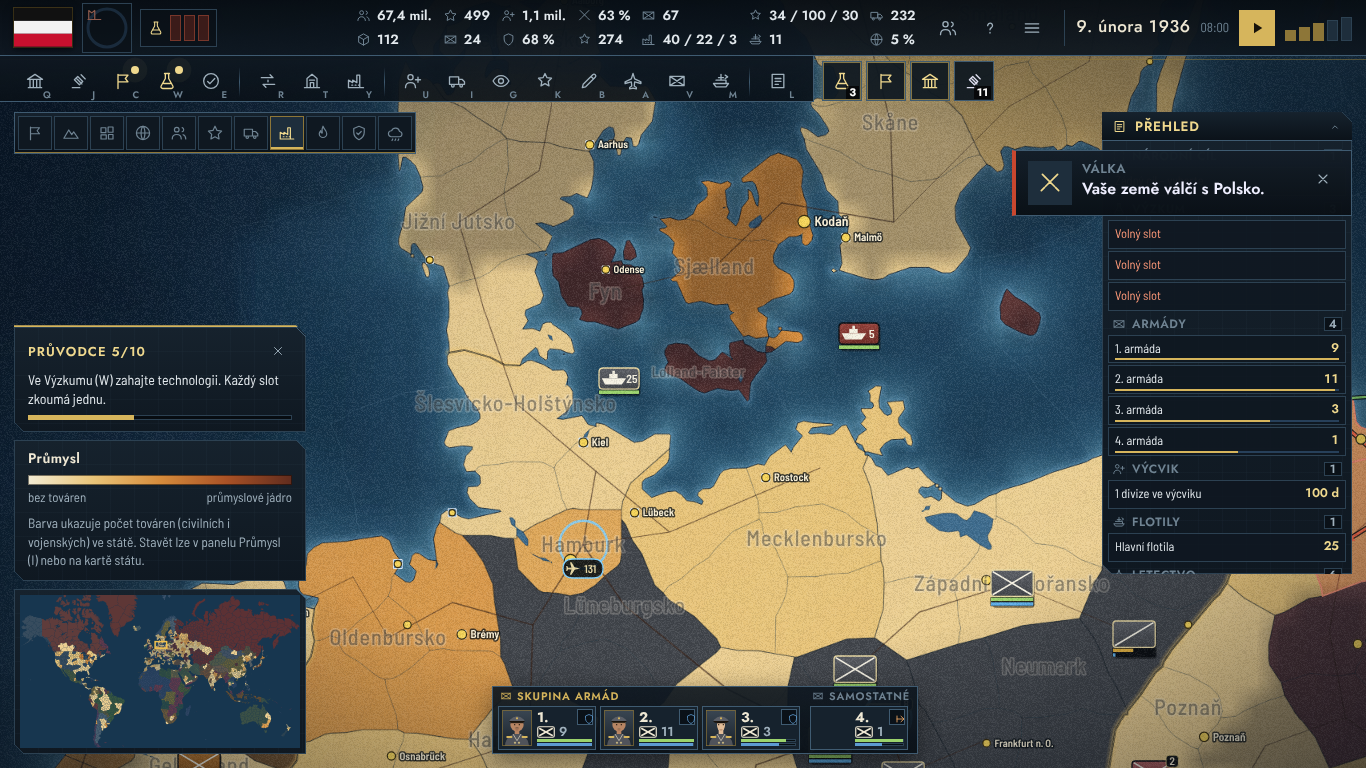 67,4 mil. 499 1,1 mil. 63 % 67 34 / 100 / 30 232
112 24 68 % 274 40 / 22 / 3 11 5 %
?
9. února 1936 08:00
Q J C W E R T Y U I G K B A V M L
3 11
PŘEHLED
VÁLKA
Vaše země válčí s Polsko.
Volný slot
Volný slot
Volný slot
ARMÁDY 4
1. armáda 9
2. armáda 11
3. armáda 3
4. armáda 1
VÝCVIK 1
1 divize ve výcviku 100 d
FLOTILY 1
Hlavní flotila 25
PRŮVODCE 5/10
Ve Výzkumu (W) zahajte technologii. Každý slot
zkoumá jednu.
Průmysl
bez továren průmyslové jádro
Barva ukazuje počet továren (civilních i
vojenských) ve státě. Stavět lze v panelu Průmysl
(I) nebo na kartě státu.
Skåne
Aarhus
Jižní Jutsko
Kodaň
Malmö
Odense
Sjælland
Fyn
5
Lolland-Falster
25
Šlesvicko-Holštýnsko
Kiel
Rostock
Lübeck
Hamburk
131
Mecklenbursko
Lüneburgsko
Oldenbursko
Brémy
Neumark
Poznaňsko
Poznaň
Osnabrück
Frankfurt n. O.
2
SKUPINA ARMÁD SAMOSTATNÉ
1. 9
2. 11
3. 3
4. 1